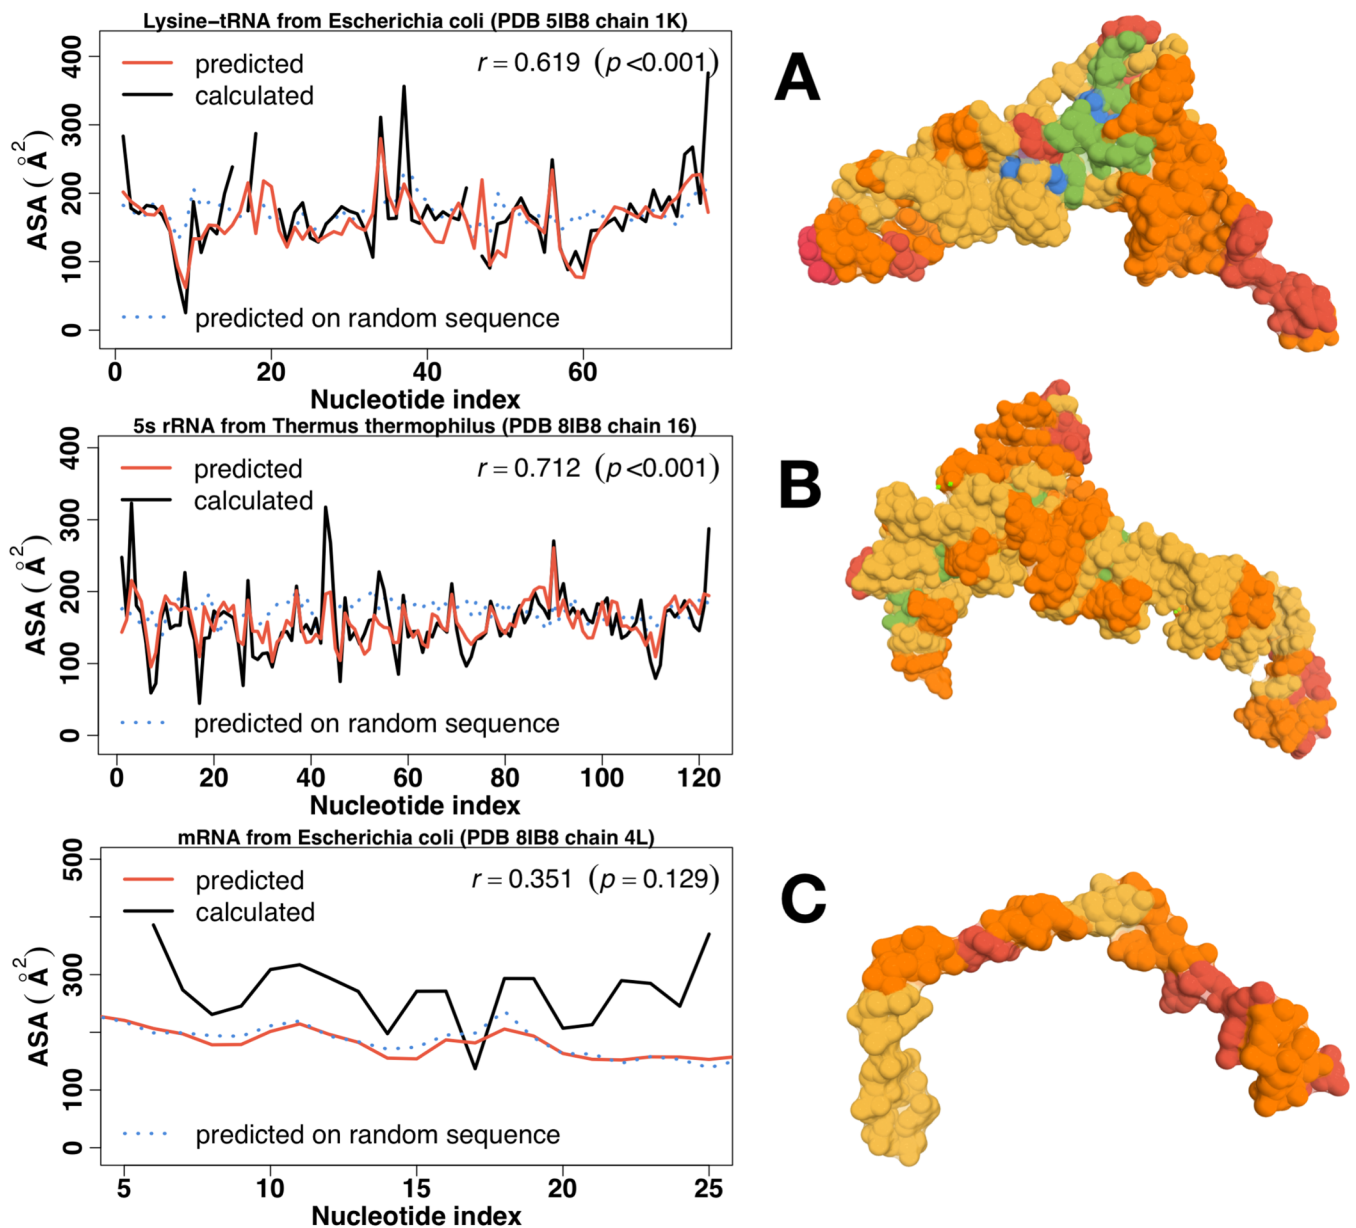 Lysine–tRNA from Escherichia coli (PDB 5IB8 chain 1K)
predicted
calculated
r = 0.619 (p <0.001)
predicted on random sequence
ASA ( Å² )
0 100 200 300 400
0 20 40 60
Nucleotide index
A
5s rRNA from Thermus thermophilus (PDB 8IB8 chain 16)
predicted
calculated
r = 0.712 (p <0.001)
predicted on random sequence
ASA ( Å² )
0 100 200 300 400
0 20 40 60 80 100 120
Nucleotide index
B
mRNA from Escherichia coli (PDB 8IB8 chain 4L)
predicted
calculated
r = 0.351 (p = 0.129)
predicted on random sequence
ASA ( Å² )
0 100 300 500
5 10 15 20 25
Nucleotide index
C